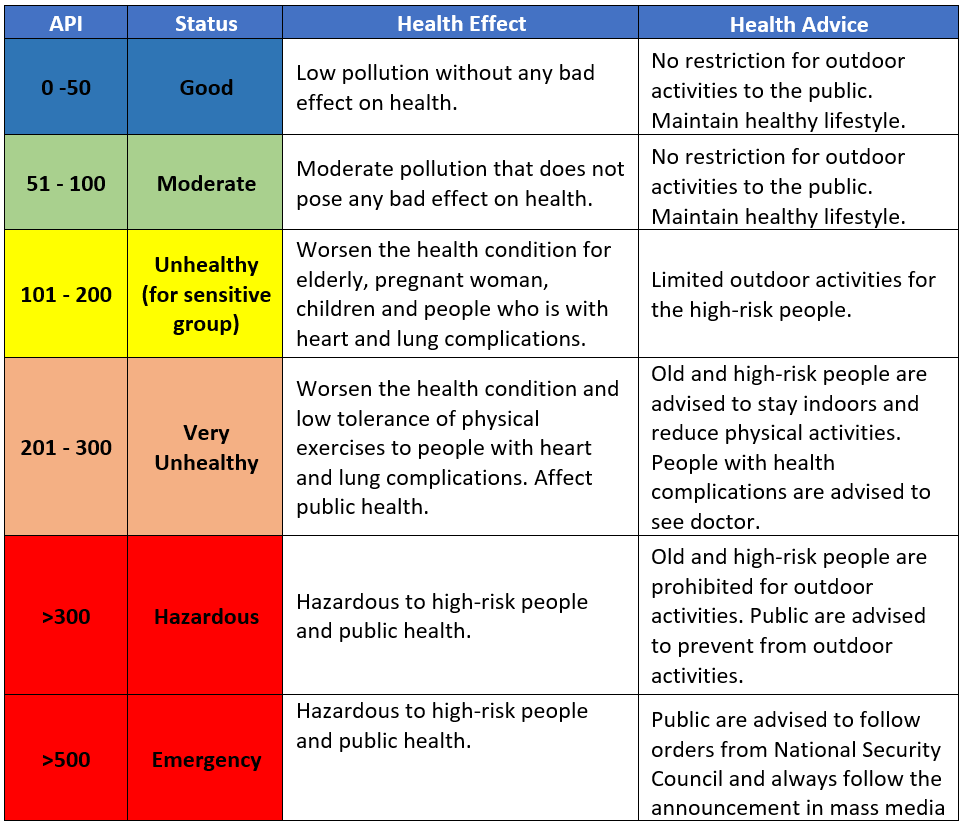 API Status Health Effect Health Advice
0 -50
Good
Low pollution without any bad
effect on health.
No restriction for outdoor
activities to the public.
Maintain healthy lifestyle.
51 - 100
Moderate
Moderate pollution that does not
pose any bad effect on health.
No restriction for outdoor
activities to the public.
Maintain healthy lifestyle.
101 - 200
Unhealthy
(for sensitive
group)
Worsen the health condition for
elderly, pregnant woman,
children and people who is with
heart and lung complications.
Limited outdoor activities for
the high-risk people.
201 - 300
Very
Unhealthy
Worsen the health condition and
low tolerance of physical
exercises to people with heart
and lung complications. Affect
public health.
Old and high-risk people are
advised to stay indoors and
reduce physical activities.
People with health
complications are advised to
see doctor.
>300
Hazardous
Hazardous to high-risk people
and public health.
Old and high-risk people are
prohibited for outdoor
activities. Public are advised
to prevent from outdoor
activities.
>500
Emergency
Hazardous to high-risk people
and public health.
Public are advised to follow
orders from National Security
Council and always follow the
announcement in mass media